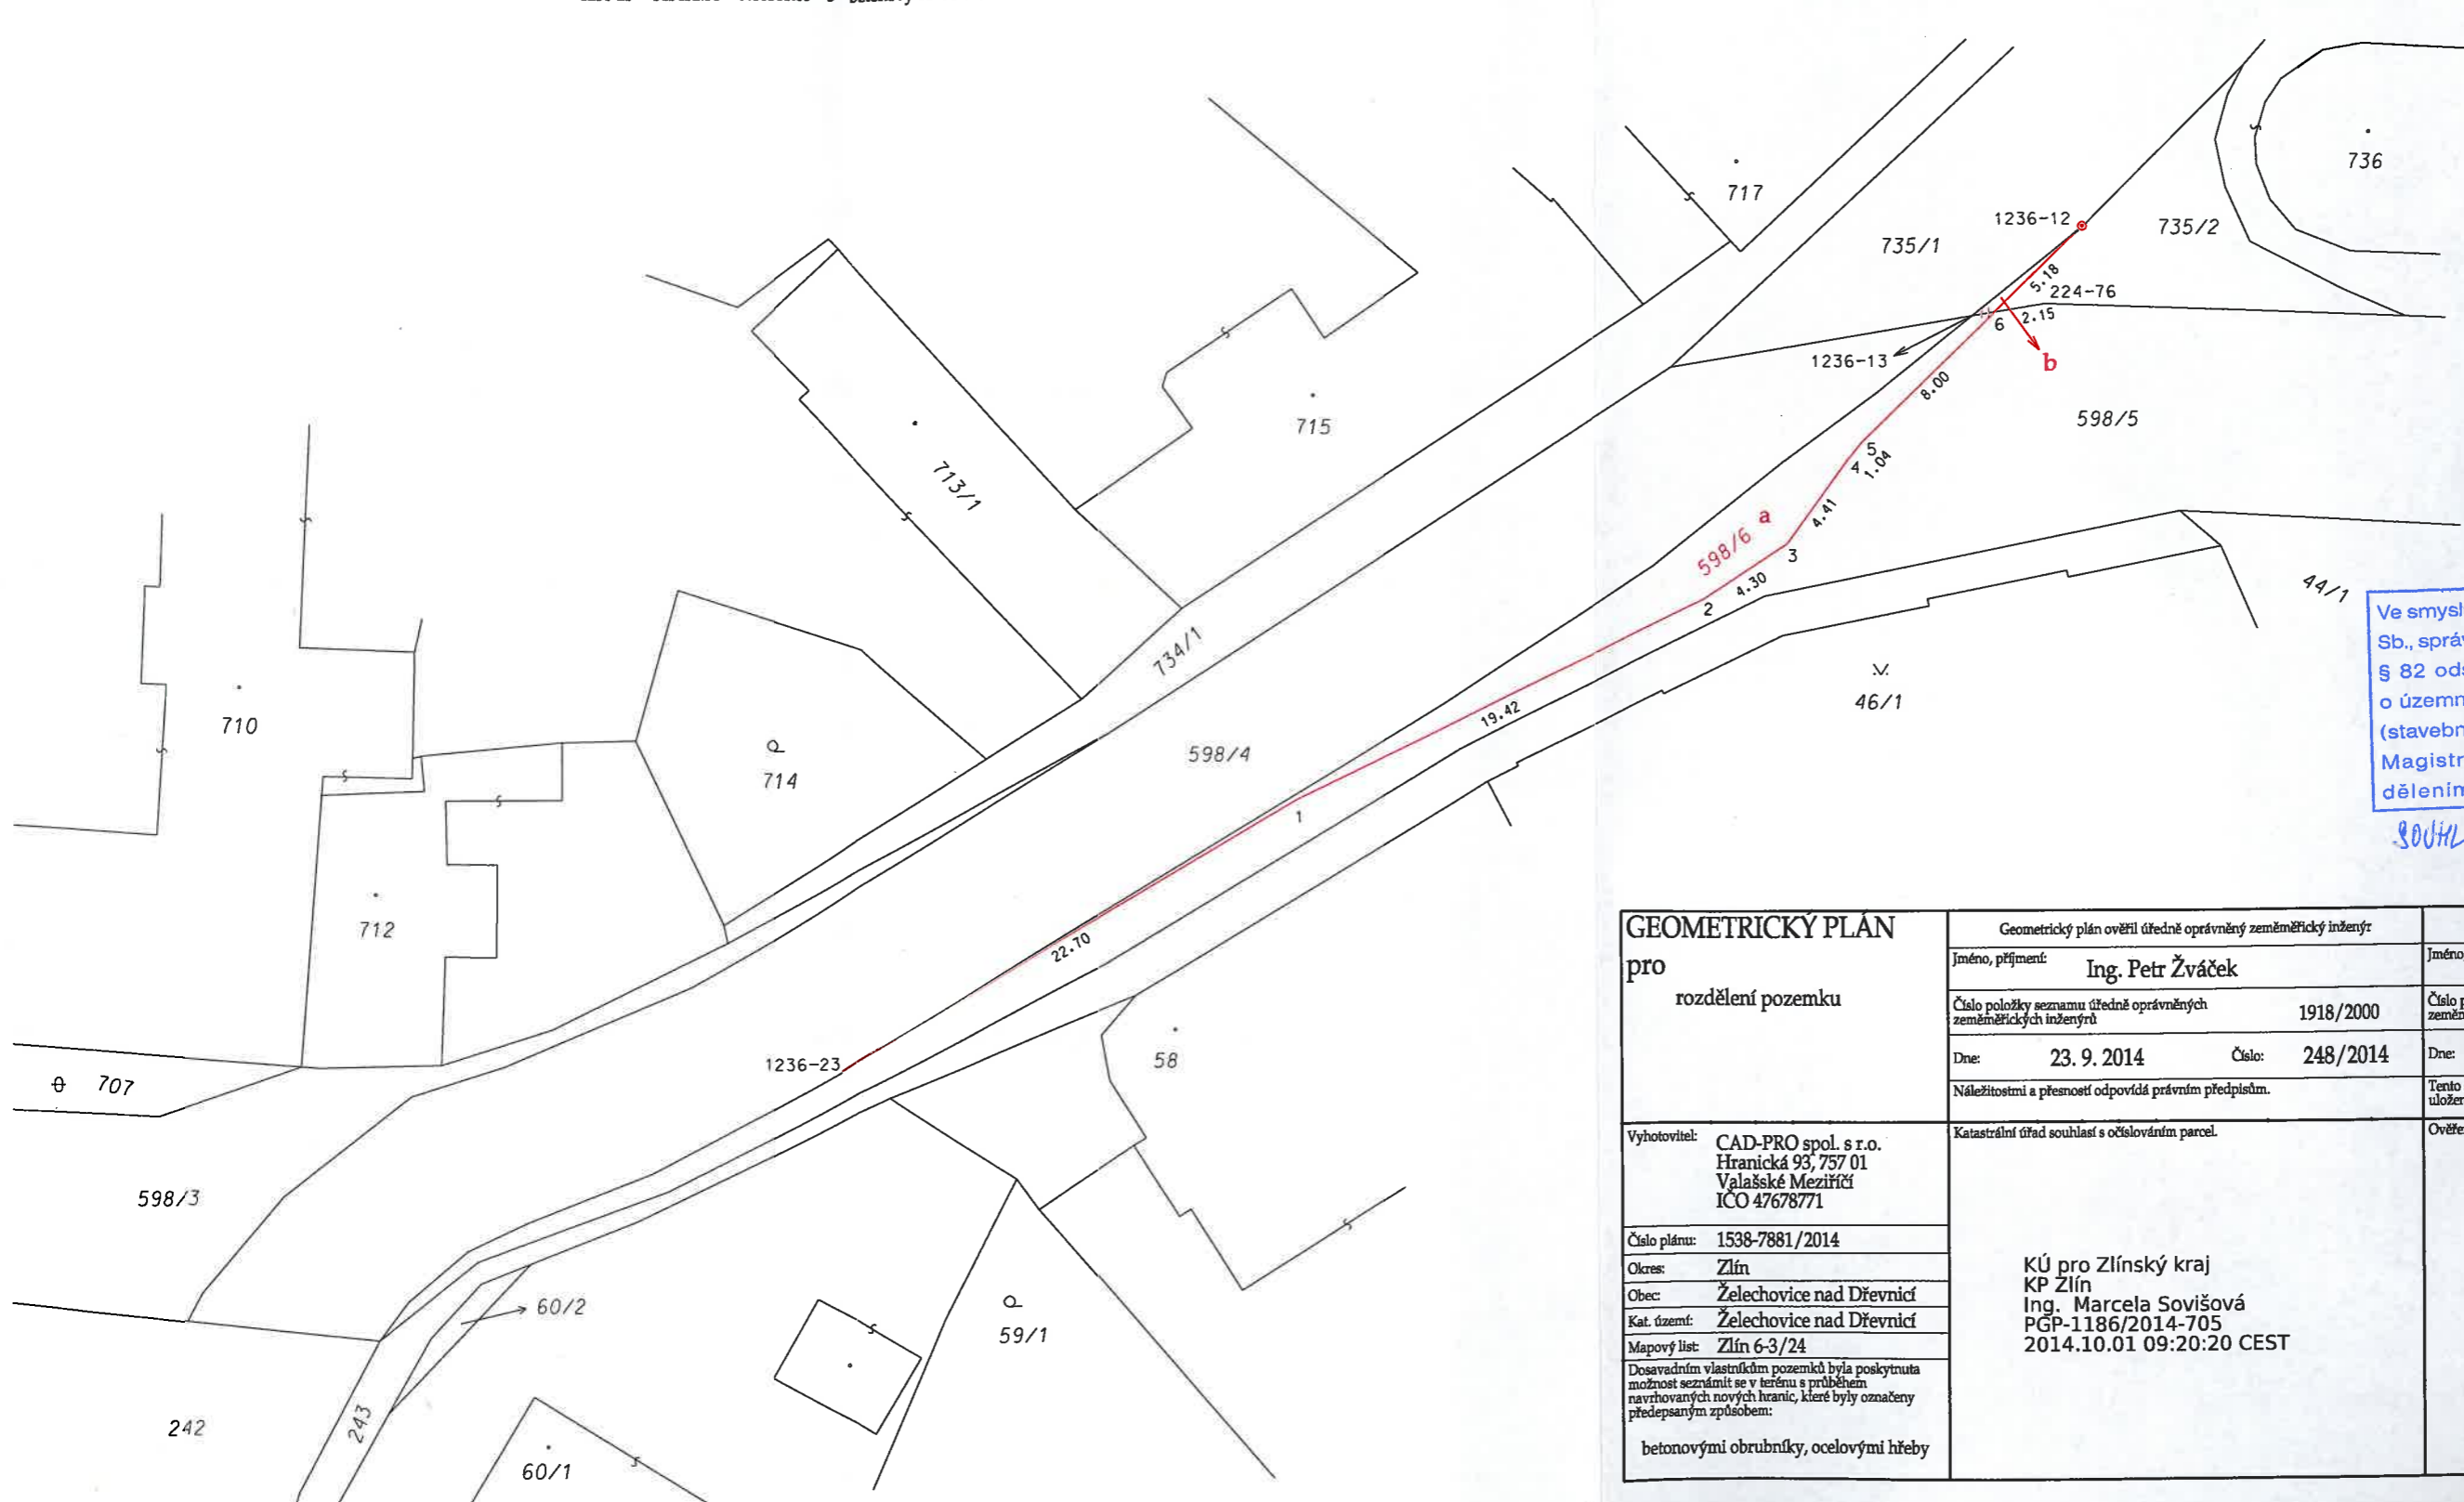 717
736
1236-12
735/1
735/2
5.18
224-76
6
2.15
1236-13
b
8.00
598/5
715
5
4
1.04
713/1
4.41
a
598/6
3
4.30
2
44/1
734/1
46/1
19.42
710
714
598/4
1
712
22.70
1236-23
58
707
598/3
60/2
59/1
242
243
60/1
Ve smysl
Sb., sprá
§ 82 ods
o územn
(stavebn
Magistr
dělením
SOUHL
GEOMETRICKÝ PLÁN
pro
rozdělení pozemku
Geometrický plán ověřil úředně oprávněný zeměměřický inženýr
Jméno, příjmení: Ing. Petr Žváček
Číslo položky seznamu úředně oprávněných
zeměměřických inženýrů 1918/2000
Dne: 23. 9. 2014 Číslo: 248/2014
Náležitostmi a přesností odpovídá právním předpisům.
Jméno,
Číslo p
zeměm
Dne:
Tento
uložen
Ověře
Vyhotovitel: CAD-PRO spol. s r.o.
Hranická 93, 757 01
Valašské Meziříčí
IČO 47678771
Číslo plánu: 1538-7881/2014
Okres: Zlín
Obec: Želechovice nad Dřevnicí
Kat. území: Želechovice nad Dřevnicí
Mapový list: Zlín 6-3/24
Dosavadním vlastníkům pozemků byla poskytnuta
možnost seznámit se v terénu s průběhem
navrhovaných nových hranic, které byly označeny
předepsaným způsobem:
betonovými obrubníky, ocelovými hřeby
Katastrální úřad souhlasí s očíslováním parcel.
KÚ pro Zlínský kraj
KP Zlín
Ing. Marcela Sovišová
PGP-1186/2014-705
2014.10.01 09:20:20 CEST